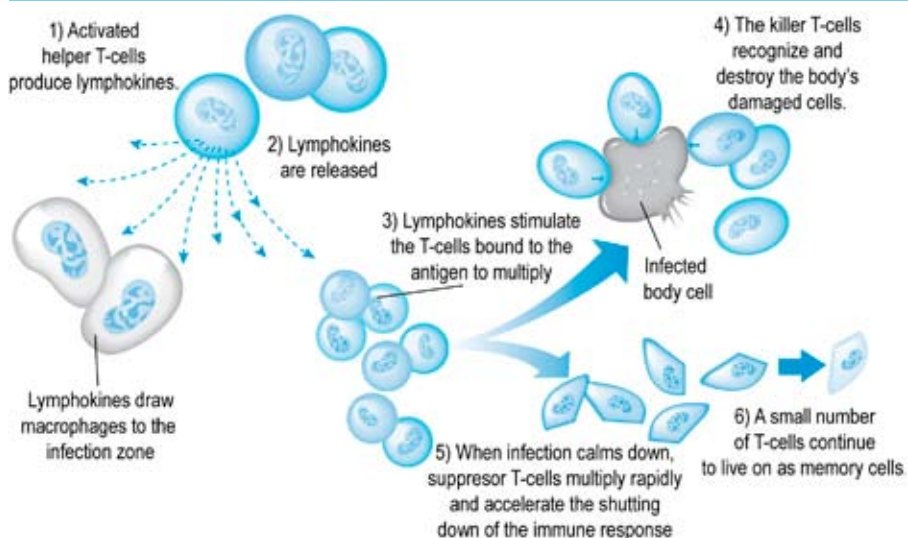 1) Activated
helper T-cells
produce lymphokines.
2) Lymphokines
are released
3) Lymphokines stimulate
the T-cells bound to the
antigen to multiply
4) The killer T-cells
recognize and
destroy the body's
damaged cells.
Infected
body cell
Lymphokines draw
macrophages to the
infection zone
5) When infection calms down,
suppresor T-cells multiply rapidly
and accelerate the shutting
down of the immune response
6) A small number
of T-cells continue
to live on as memory cells